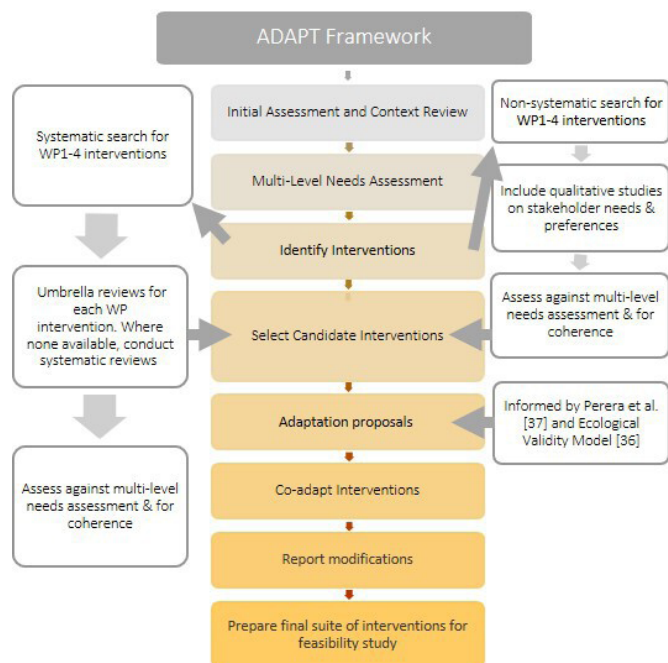 ADAPT Framework
Initial Assessment and Context Review
Multi-Level Needs Assessment
Identify Interventions
Select Candidate Interventions
Adaptation proposals
Co-adapt Interventions
Report modifications
Prepare final suite of interventions for
feasibility study
Systematic search for
WP1-4 interventions
Umbrella reviews for
each WP
intervention. Where
none available, conduct
systematic reviews
Assess against multi-level
needs assessment & for
coherence
Non-systematic search for
WP1-4 interventions
Include qualitative studies
on stakeholder needs &
preferences
Assess against multi-level
needs assessment & for
coherence
Informed by Perera et al.
[37] and Ecological
Validity Model [36]